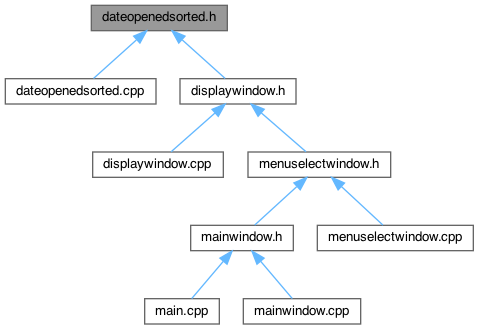 dateopenedsorted.h
dateopenedsorted.cpp
displaywindow.h
displaywindow.cpp
menuselectwindow.h
mainwindow.h
menuselectwindow.cpp
main.cpp
mainwindow.cpp